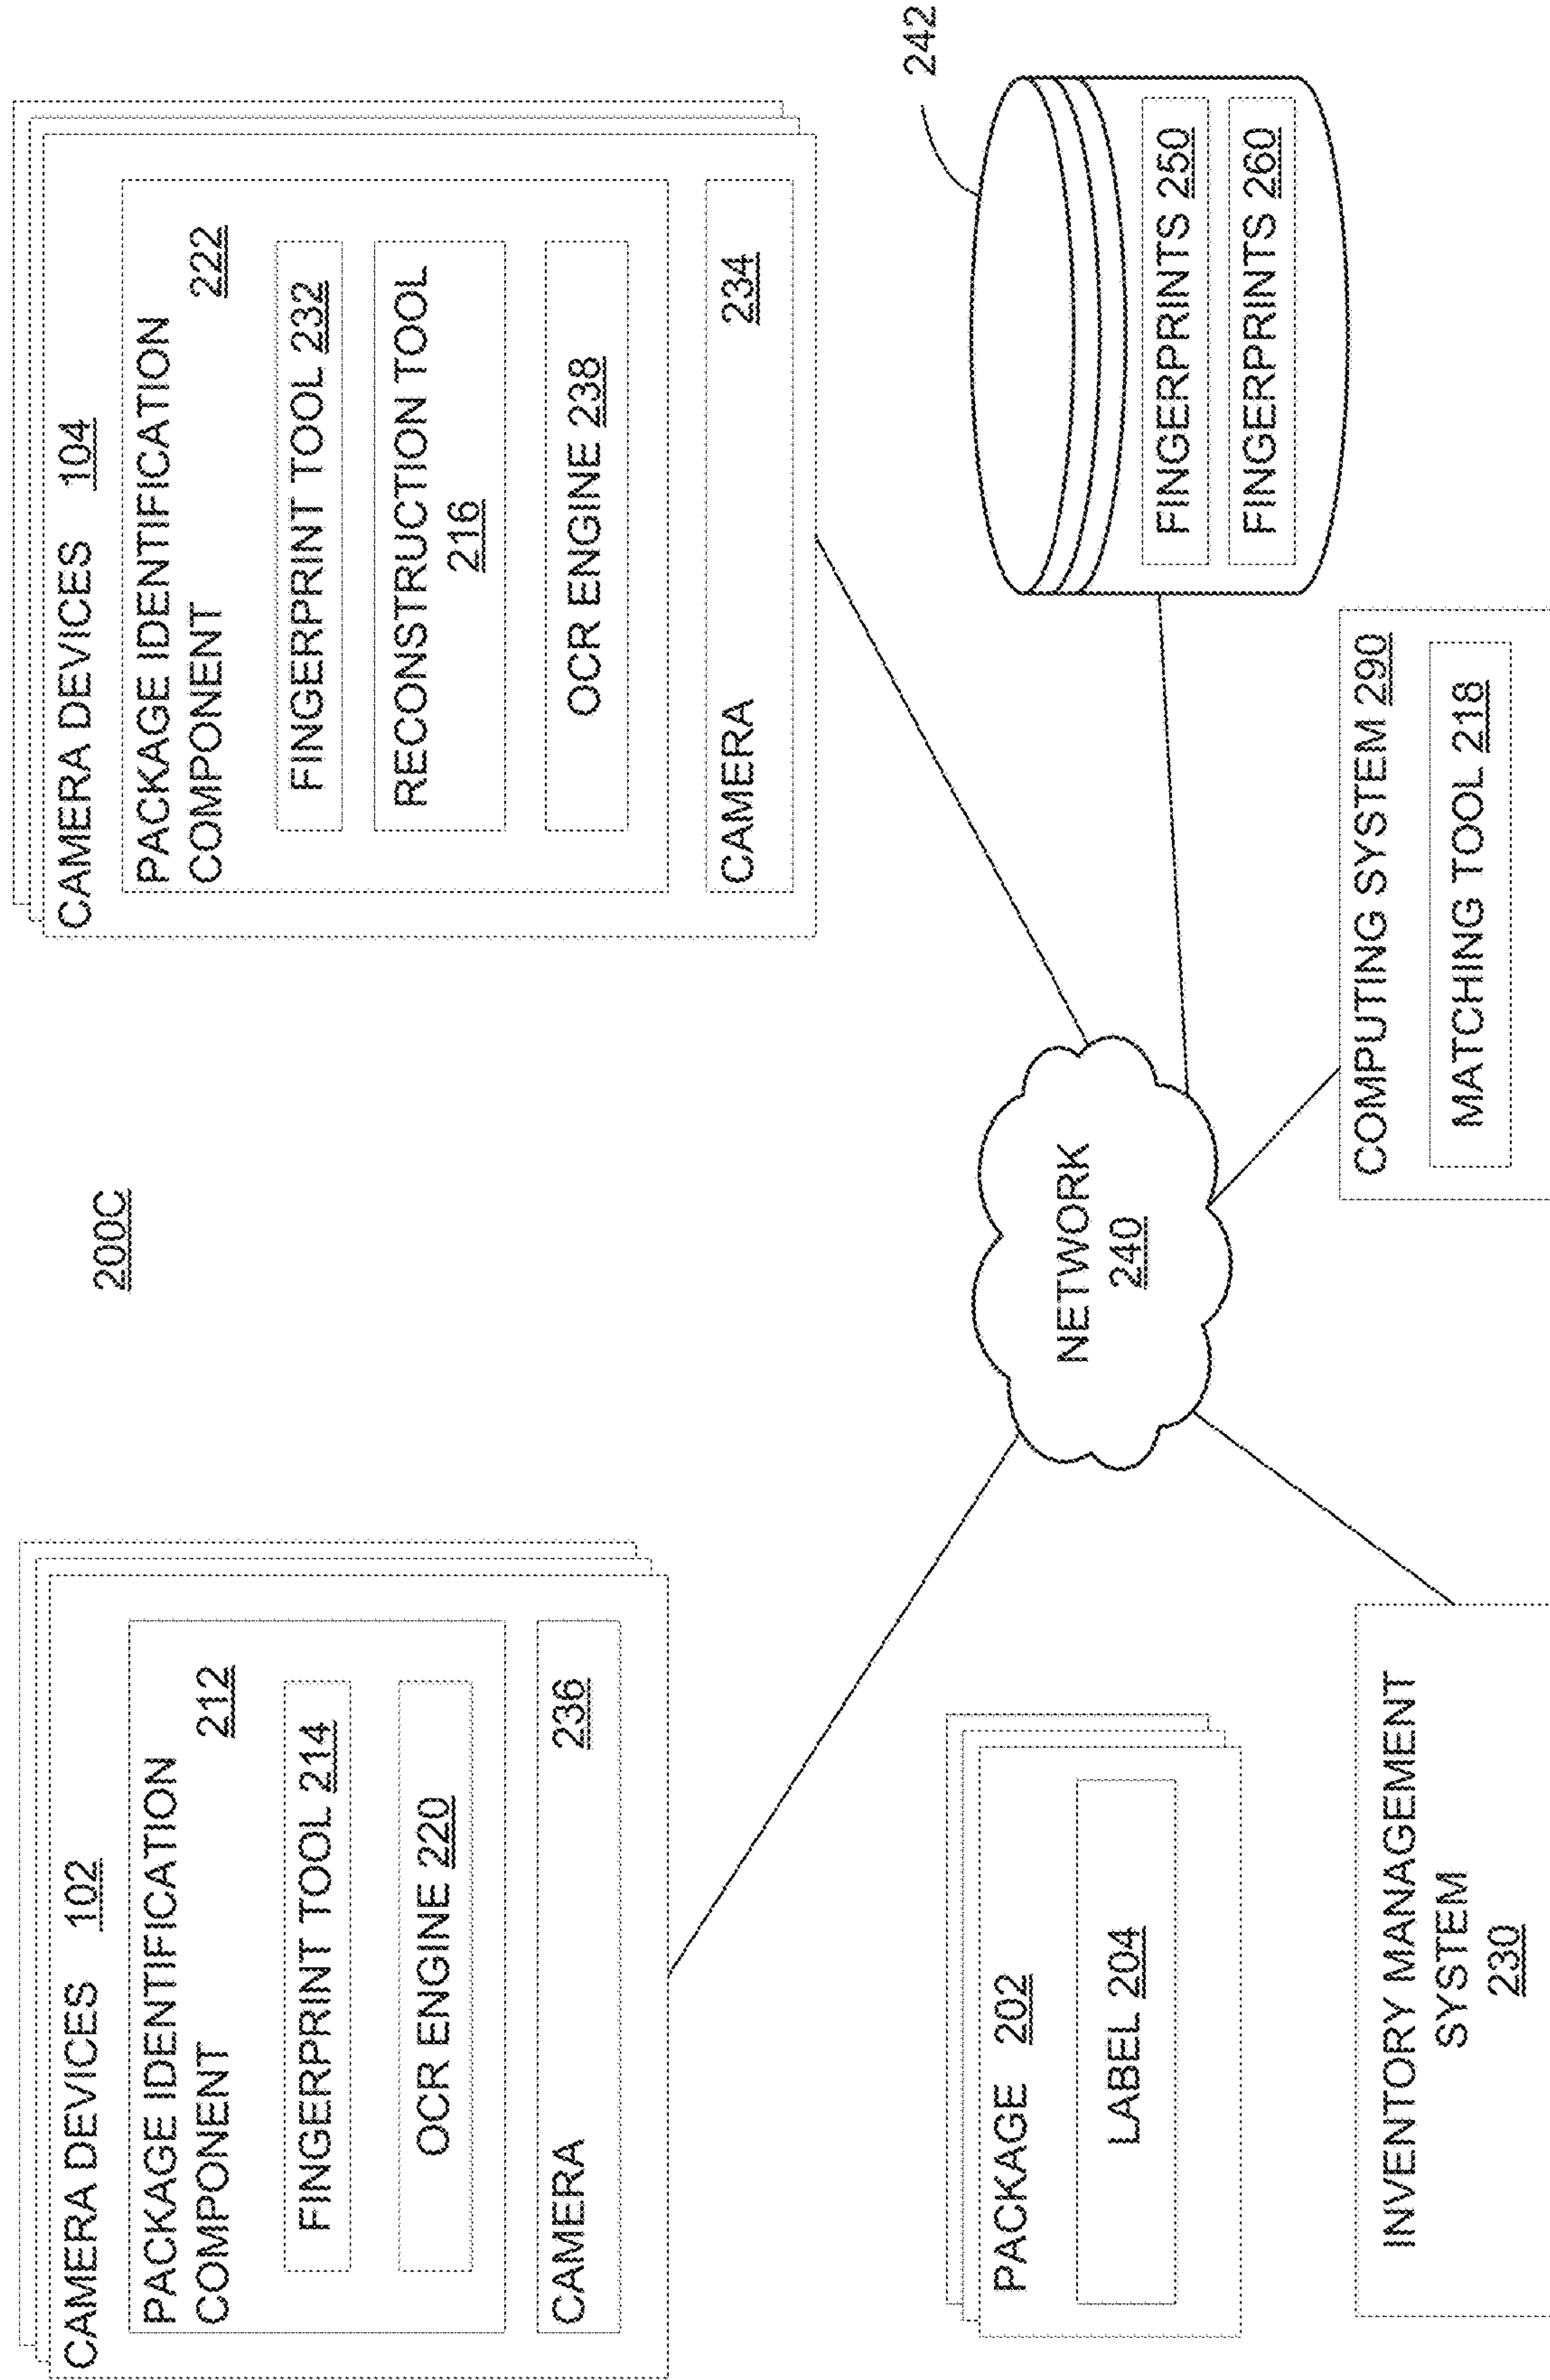 200C
CAMERA DEVICES 102
PACKAGE IDENTIFICATION
COMPONENT 212
FINGERPRINT TOOL 214
OCR ENGINE 220
CAMERA 236
CAMERA DEVICES 104
PACKAGE IDENTIFICATION
COMPONENT 222
FINGERPRINT TOOL 232
RECONSTRUCTION TOOL
216
OCR ENGINE 238
CAMERA 234
PACKAGE 202
LABEL 204
NETWORK
240
242
FINGERPRINTS 250
FINGERPRINTS 260
INVENTORY MANAGEMENT
SYSTEM
230
COMPUTING SYSTEM 290
MATCHING TOOL 218